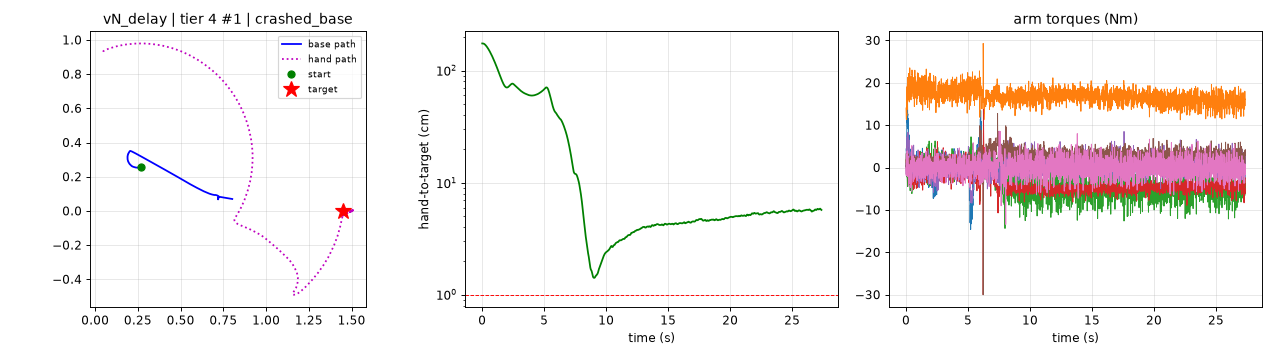 vN_delay | tier 4 #1 | crashed_base
base path
hand path
start
target
1.0
0.8
0.6
0.4
0.2
0.0
−0.2
−0.4
0.00 0.25 0.50 0.75 1.00 1.25 1.50
hand-to-target (cm)
10²
10¹
10⁰
0 5 10 15 20 25
time (s)
arm torques (Nm)
30
20
10
0
−10
−20
−30
0 5 10 15 20 25
time (s)